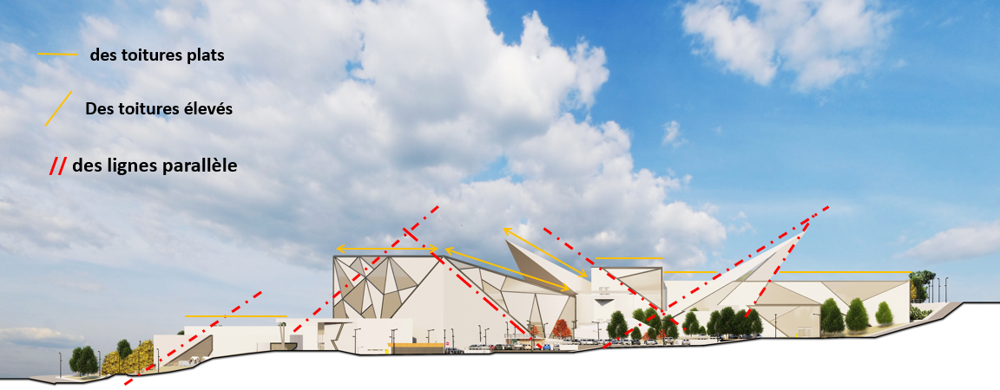 des toitures plats
Des toitures élevés
des lignes parallèle